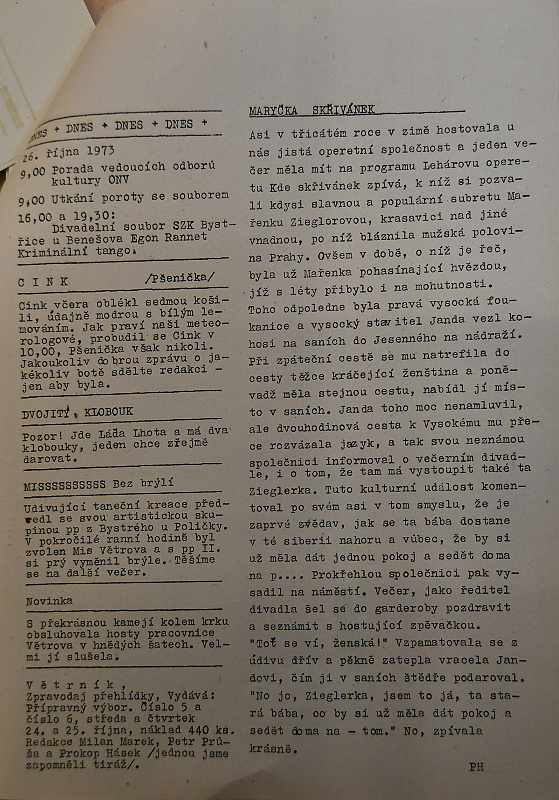 DNES + DNES + DNES + DNES +
26. října 1973
9,00 Porada vedoucích odborů
kultury ONV
9,00 Utkání poroty se souborem
16,00 a 19,30:
Divadelní soubor SZK Byst-
řice u Benešova Egon Rannet
Kriminální tango.
C I N K /Pšenička/
Cink včera oblékl sedmou koši-
li, údajně modrou s bílým le-
mováním. Jak praví naši meteo-
rologové, probudil se Cink v
10,00, Pšenička však nikoli.
Jakoukoliv dobrou zprávu o ja-
kékoliv botě sdělte redakci -
jen aby byla.
DVOJITÝ KLOBOUK
Pozor! Jde Láďa Lhota a má dva
klobouky, jeden chce zřejmě
darovat.
MISSSSSSSSSS Bez brýlí
Udivující taneční kreace před-
vedl se svou artistickou sku-
pinou pp z Bystrého u Poličky.
V pokročilé ranní hodině byl
zvolen Mis Větrova a s pp II.
si prý vyměnil brýle. Těšíme
se na další večer.
Novinka
S překrásnou kamejí kolem krku
obsluhovala hosty pracovnice
Větrova v hnědých šatech. Vel-
mi jí slušela.
V ě t r n í k ,
Zpravodaj přehlídky, Vydává:
Přípravný výbor. Číslo 5 a
číslo 6, středa a čtvrtek
24. a 25. října, náklad 440 ks.
Redakce Milan Marek, Petr Prů-
ša a Prokop Hásek /jednou jsme
zapomněli tiráž/.
MARYČKA SKŘIVÁNEK
Asi v třicátém roce v zimě hostovala u
nás jistá operetní společnost a jeden ve-
čer měla mít na programu Lehárovu opere-
tu Kde skřivánek zpívá, k níž si pozva-
li kdysi slavnou a populární subretu Ma-
řenku Zieglorovou, krasavici nad jiné
vnadnou, po níž bláznila mužská polovi-
na Prahy. Ovšem v době, o níž je řeč,
byla už Mařenka pohasínající hvězdou,
jíž s léty přibylo i na mohutnosti.
Toho odpoledne byla pravá vysocká fou-
kanice a vysocký stavitel Janda vezl ko-
hosi na saních do Jesenného na nádraží.
Při zpáteční cestě se mu natrefila do
cesty těžce kráčející ženština a poně-
vadž měla stejnou cestu, nabídl jí mís-
to v saních. Janda toho moc nenamluvil,
ale dvouhodinová cesta k Vysokému mu pře-
ce rozvázala jazyk, a tak svou neznámou
společnici informoval o večerním divad-
le, i o tom, že tam má vystoupit také ta
Zieglerka. Tuto kulturní událost komen-
toval po svém asi v tom smyslu, že je
zaprvé zvědav, jak se ta bába dostane
v té siberii nahoru a vůbec, že by si
už měla dát jednou pokoj a sedět doma
na p.... Prokřehlou společnici pak vy-
sadil na náměstí. Večer, jako ředitel
divadla šel se do garderoby pozdravit
a seznámit s hostující zpěvačkou.
"Toť se ví, ženská!" Vzpamatovala se z
údivu dřív a pěkně zatepla vracela Jan-
dovi, čím ji v saních štědře podaroval.
"No jo, Zieglerka, jsem to já, ta sta-
rá bába, co by si už měla dát pokoj a
sedět doma na - tom." No, zpívala
krásně.
PH